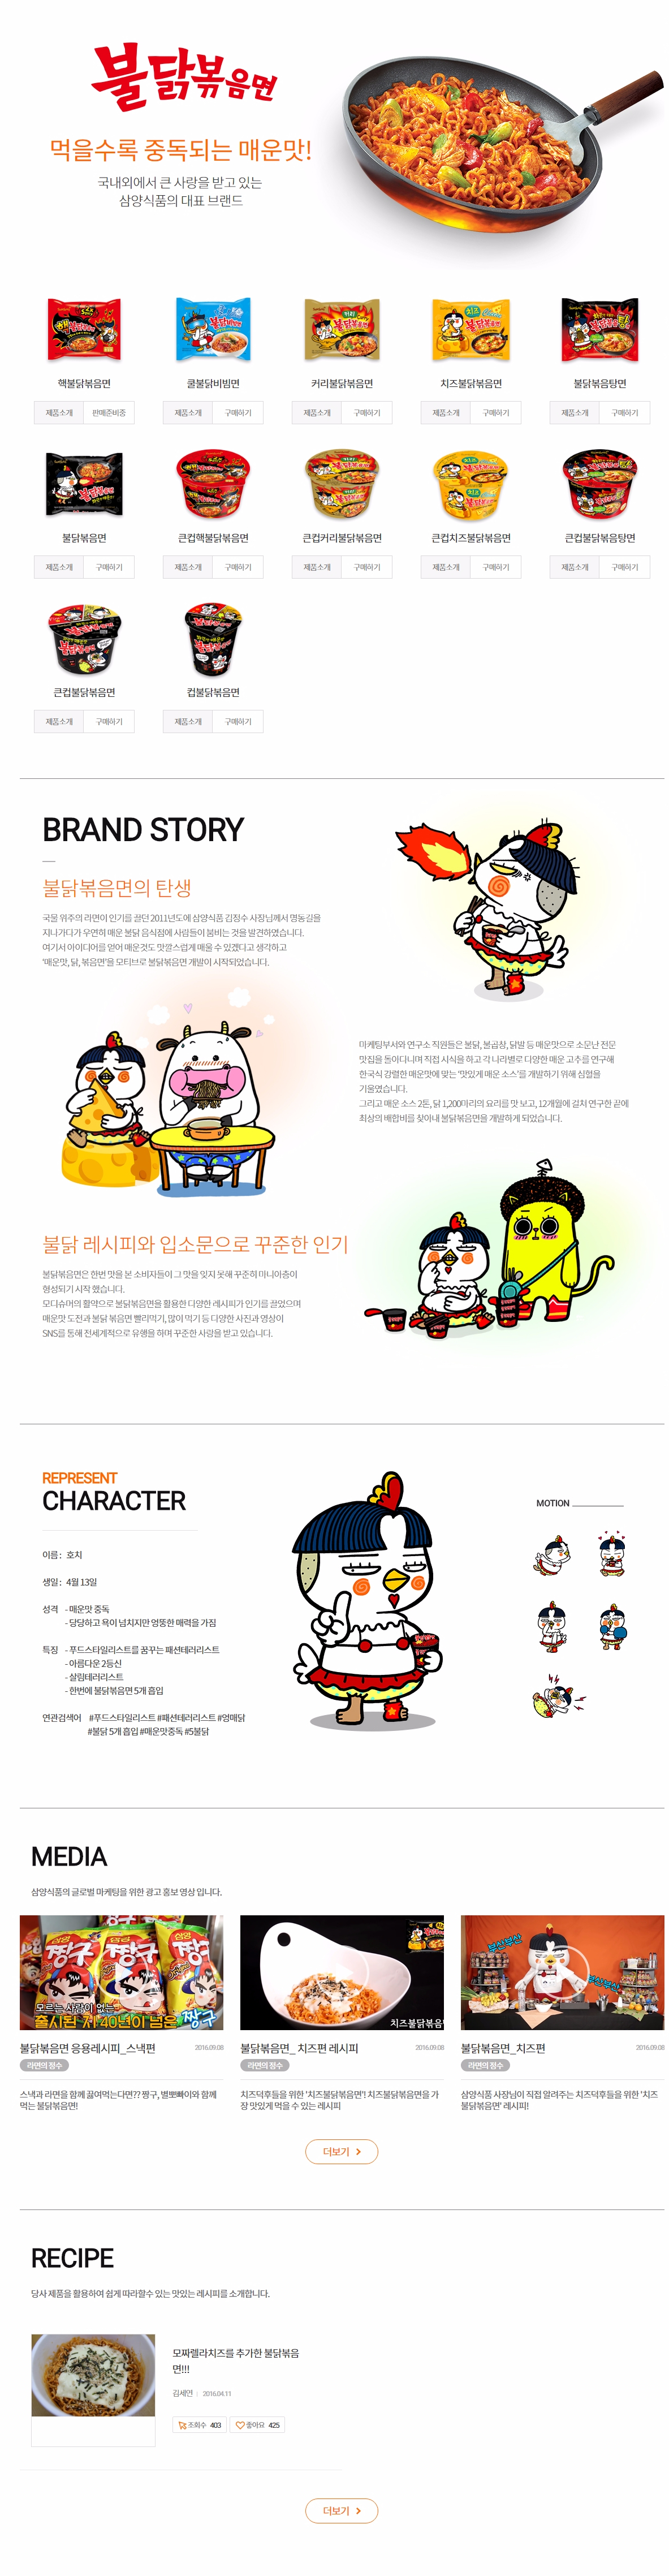 불닭볶음면
먹을수록 중독되는 매운맛!
국내외에서 큰 사랑을 받고 있는
삼양식품의 대표 브랜드
핵불닭볶음면
쿨불닭비빔면
커리불닭볶음면
치즈불닭볶음면
불닭볶음탕면
제품소개
판매준비중
제품소개
구매하기
제품소개
구매하기
제품소개
구매하기
제품소개
구매하기
불닭볶음면
큰컵핵불닭볶음면
큰컵커리불닭볶음면
큰컵치즈불닭볶음면
큰컵불닭볶음탕면
제품소개
구매하기
제품소개
구매하기
제품소개
구매하기
제품소개
구매하기
제품소개
구매하기
큰컵불닭볶음면
컵불닭볶음면
제품소개
구매하기
제품소개
구매하기
BRAND STORY
불닭볶음면의 탄생
국물 위주의 라면이 인기를 끌던 2011년도에 삼양식품 김정수 사장님께서 명동길을
지나가다가 우연히 매운 불닭 음식점에 사람들이 붐비는 것을 발견하였습니다.
여기서 아이디어를 얻어 매운것도 맛깔스럽게 매울 수 있겠다고 생각하고
'매운맛, 닭, 볶음면'을 모티브로 불닭볶음면 개발이 시작되었습니다.
마케팅부서와 연구소 직원들은 불닭, 불곱창, 닭발 등 매운맛으로 소문난 전문
맛집을 돌아다니며 직접 시식을 하고 각 나라별로 다양한 매운 고추를 연구해
한국식 강렬한 매운맛에 맞는 '맛있게 매운 소스'를 개발하기 위해 심혈을
기울였습니다.
그리고 매운 소스 2톤, 닭 1,200마리의 요리를 맛 보고, 12개월에 걸쳐 연구한 끝에
최상의 배합비를 찾아내 불닭볶음면을 개발하게 되었습니다.
불닭 레시피와 입소문으로 꾸준한 인기
불닭볶음면은 한번 맛을 본 소비자들이 그 맛을 잊지 못해 꾸준히 마니아층이
형성되기 시작 했습니다.
모디슈머의 활약으로 불닭볶음면을 활용한 다양한 레시피가 인기를 끌었으며
매운맛 도전과 불닭 볶음면 빨리먹기, 많이 먹기 등 다양한 사진과 영상이
SNS를 통해 전세계적으로 유행을 하며 꾸준한 사랑을 받고 있습니다.
REPRESENT
CHARACTER
MOTION
이름 : 호치
생일 : 4월 13일
성격 - 매운맛 중독
- 당당하고 욕이 넘치지만 엉뚱한 매력을 가짐
특징 - 푸드스타일리스트를 꿈꾸는 패션테러리스트
- 아름다운 2등신
- 살림테러리스트
- 한번에 불닭볶음면 5개 흡입
연관검색어 #푸드스타일리스트 #패션테러리스트 #영매닭
#불닭 5개 흡입 #매운맛중독 #5불닭
MEDIA
삼양식품의 글로벌 마케팅을 위한 광고 홍보 영상 입니다.
삼양
짱구
모르는 사람이 없는
출시된 지 40년이 넘은 짱구
치즈불닭볶음면
부산부산
부산부산
불닭볶음면 응용레시피_스낵편
2016.09.08
라면의 정수
스낵과 라면을 함께 끓여먹는다면?? 짱구, 별뽀빠이와 함께
먹는 불닭볶음면!
불닭볶음면_ 치즈편 레시피
2016.09.08
라면의 정수
치즈덕후들을 위한 '치즈불닭볶음면'! 치즈불닭볶음면을 가
장 맛있게 먹을 수 있는 레시피
불닭볶음면_치즈편
2016.09.08
라면의 정수
삼양식품 사장님이 직접 알려주는 치즈덕후들을 위한 '치즈
불닭볶음면' 레시피!
더보기
RECIPE
당사 제품을 활용하여 쉽게 따라할수 있는 맛있는 레시피를 소개합니다.
모짜렐라치즈를 추가한 불닭볶음
면!!!
김세연 | 2016.04.11
조회수 403
좋아요 425
더보기